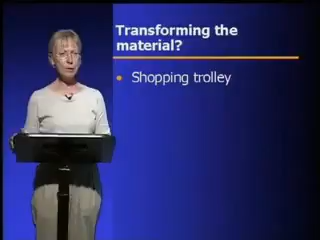 Transforming the
material?
• Shopping trolley